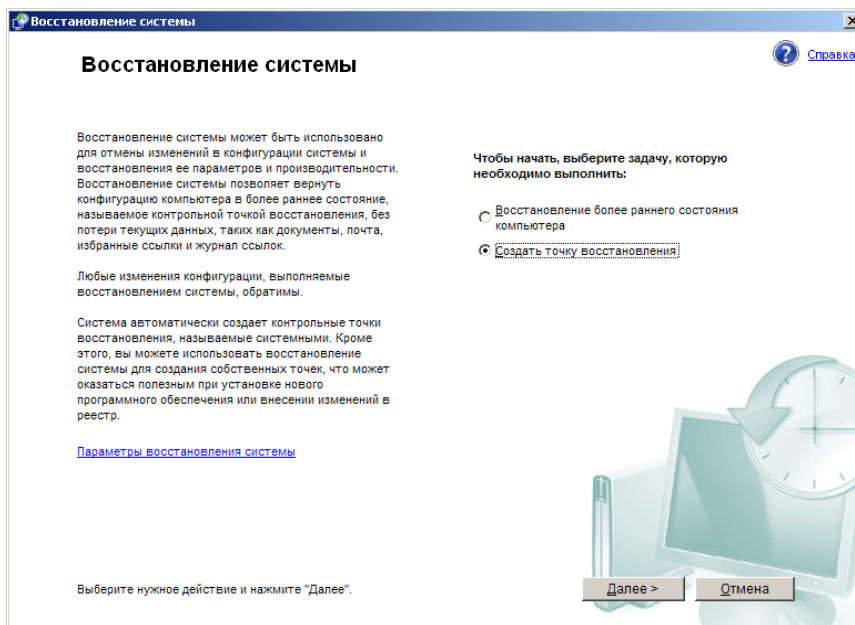 Восстановление системы
Справка
Восстановление системы
Восстановление системы может быть использовано
для отмены изменений в конфигурации системы и
восстановления ее параметров и производительности.
Восстановление системы позволяет вернуть
конфигурацию компьютера в более раннее состояние,
называемое контрольной точкой восстановления, без
потери текущих данных, таких как документы, почта,
избранные ссылки и журнал ссылок.
Любые изменения конфигурации, выполняемые
восстановлением системы, обратимы.
Система автоматически создает контрольные точки
восстановления, называемые системными. Кроме
этого, вы можете использовать восстановление
системы для создания собственных точек, что может
оказаться полезным при установке нового
программного обеспечения или внесении изменений в
реестр.
Параметры восстановления системы
Чтобы начать, выберите задачу, которую
необходимо выполнить:
Восстановление более раннего состояния
компьютера
Создать точку восстановления
Выберите нужное действие и нажмите "Далее".
Далее >
Отмена